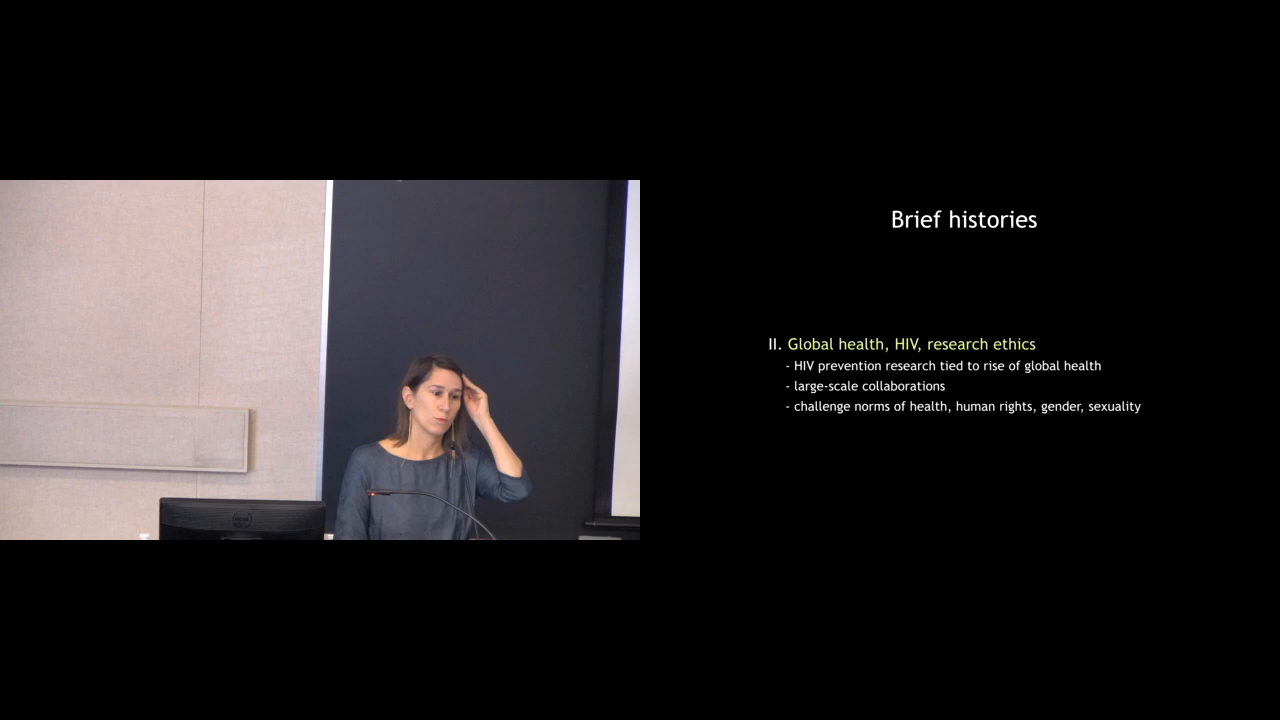 Brief histories
II. Global health, HIV, research ethics
- HIV prevention research tied to rise of global health
- large-scale collaborations
- challenge norms of health, human rights, gender, sexuality